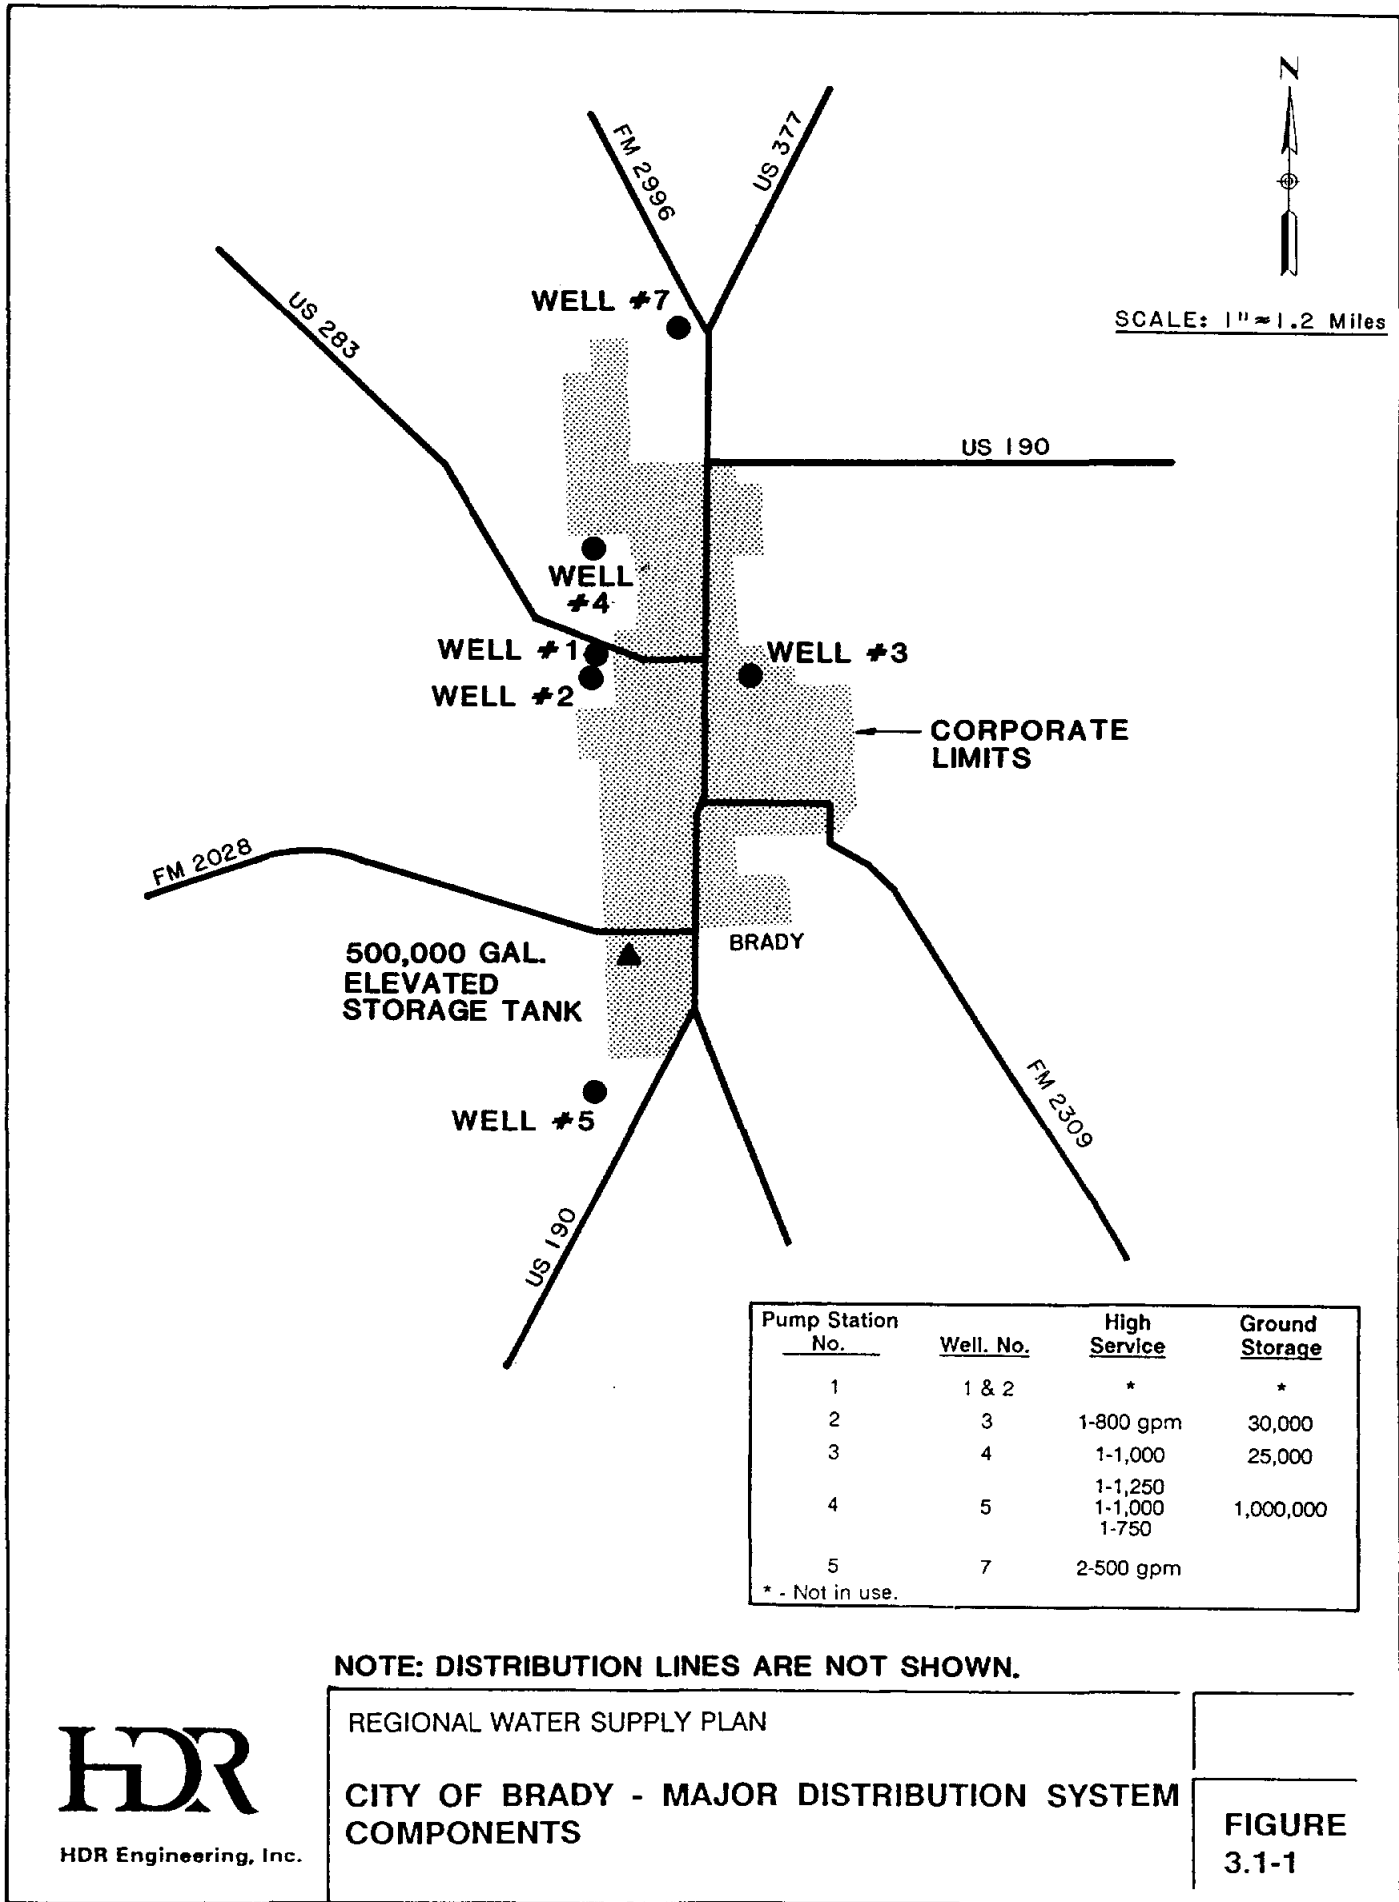 N
SCALE: 1"≈1.2 Miles
FM 2996
US 377
WELL #7
US 283
US 190
WELL
#4
WELL #1
WELL #2
WELL #3
CORPORATE
LIMITS
FM 2028
BRADY
500,000 GAL.
ELEVATED
STORAGE TANK
FM 2309
WELL #5
US 190
Pump Station No. Well. No. High Service Ground Storage
1 1 & 2 * *
2 3 1-800 gpm 30,000
3 4 1-1,000 25,000
1-1,250
4 5 1-1,000 1,000,000
1-750
5 7 2-500 gpm
* - Not in use.
NOTE: DISTRIBUTION LINES ARE NOT SHOWN.
HDR
HDR Engineering, Inc.
REGIONAL WATER SUPPLY PLAN
CITY OF BRADY - MAJOR DISTRIBUTION SYSTEM
COMPONENTS
FIGURE
3.1-1